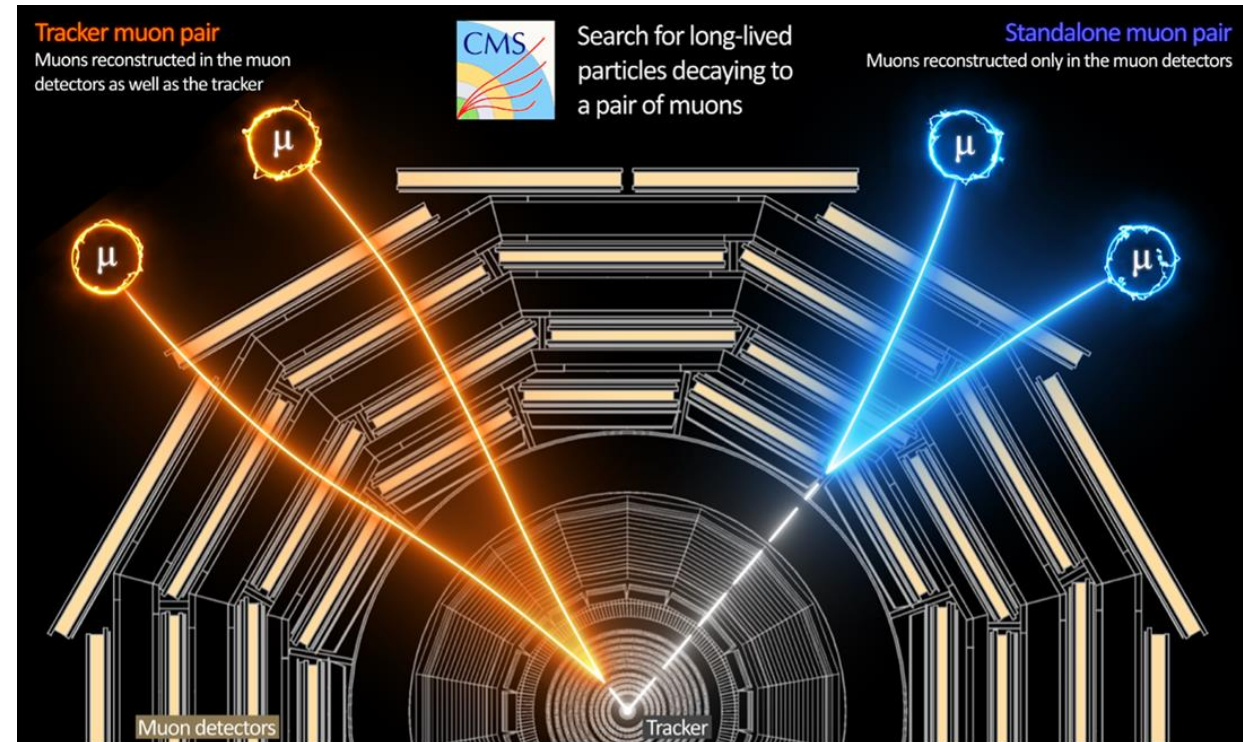 Tracker muon pair
Muons reconstructed in the muon
detectors as well as the tracker
CMS
Search for long-lived
particles decaying to
a pair of muons
Standalone muon pair
Muons reconstructed only in the muon detectors
μ
μ
μ
μ
Muon detectors
Tracker